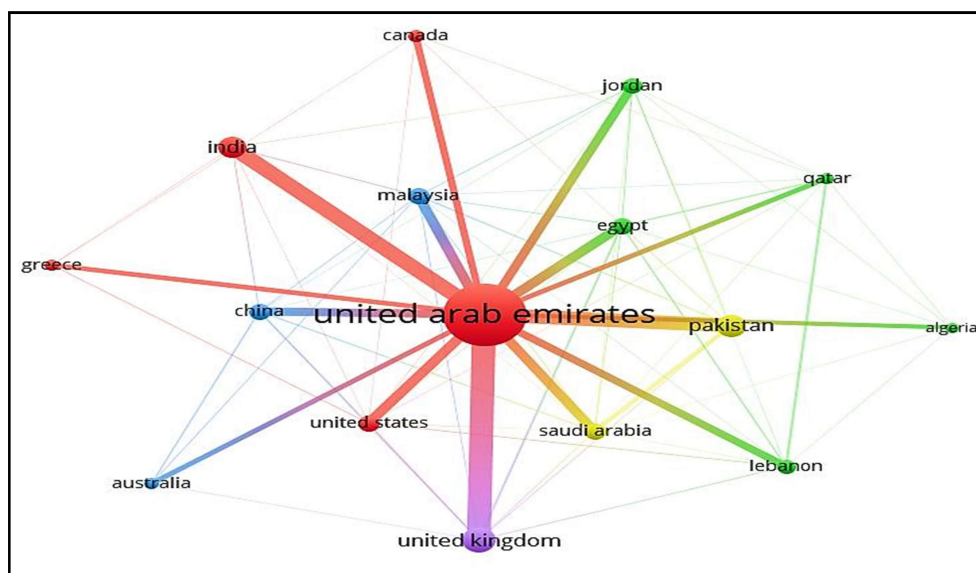 canada
jordan
india
qatar
malaysia
egypt
greece
china
united arab emirates
pakistan
algeria
united states
saudi arabia
lebanon
australia
united kingdom